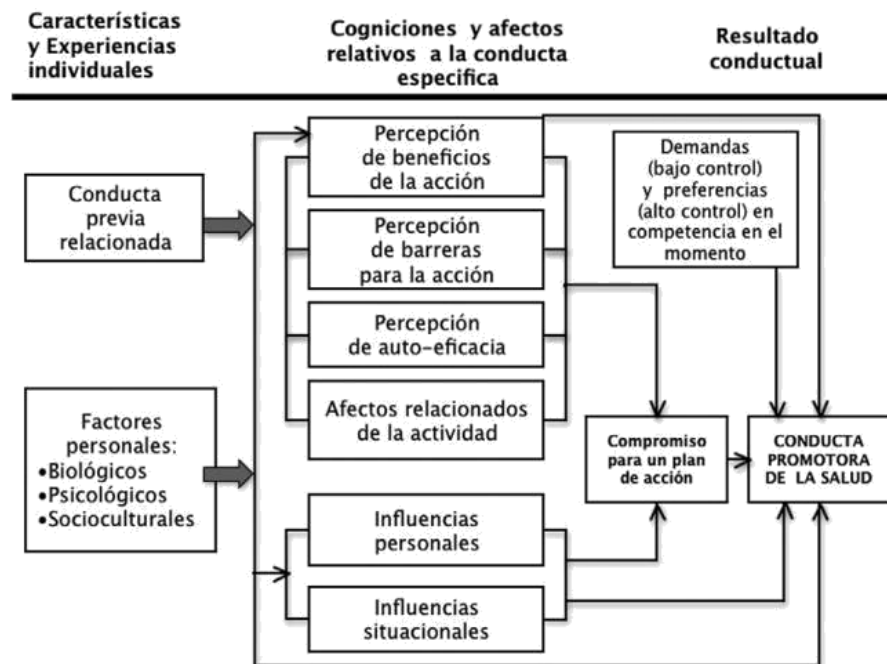 Características
y Experiencias
individuales
Cogniciones y afectos
relativos a la conducta
especifica
Resultado
conductual
Conducta
previa
relacionada
Factores
personales:
•Biológicos
•Psicológicos
•Socioculturales
Percepción
de beneficios
de la acción
Percepción
de barreras
para la acción
Percepción
de auto-eficacia
Afectos relacionados
de la actividad
Influencias
personales
Influencias
situacionales
Demandas
(bajo control)
y preferencias
(alto control) en
competencia en el
momento
Compromiso
para un plan
de acción
CONDUCTA
PROMOTORA
DE LA SALUD